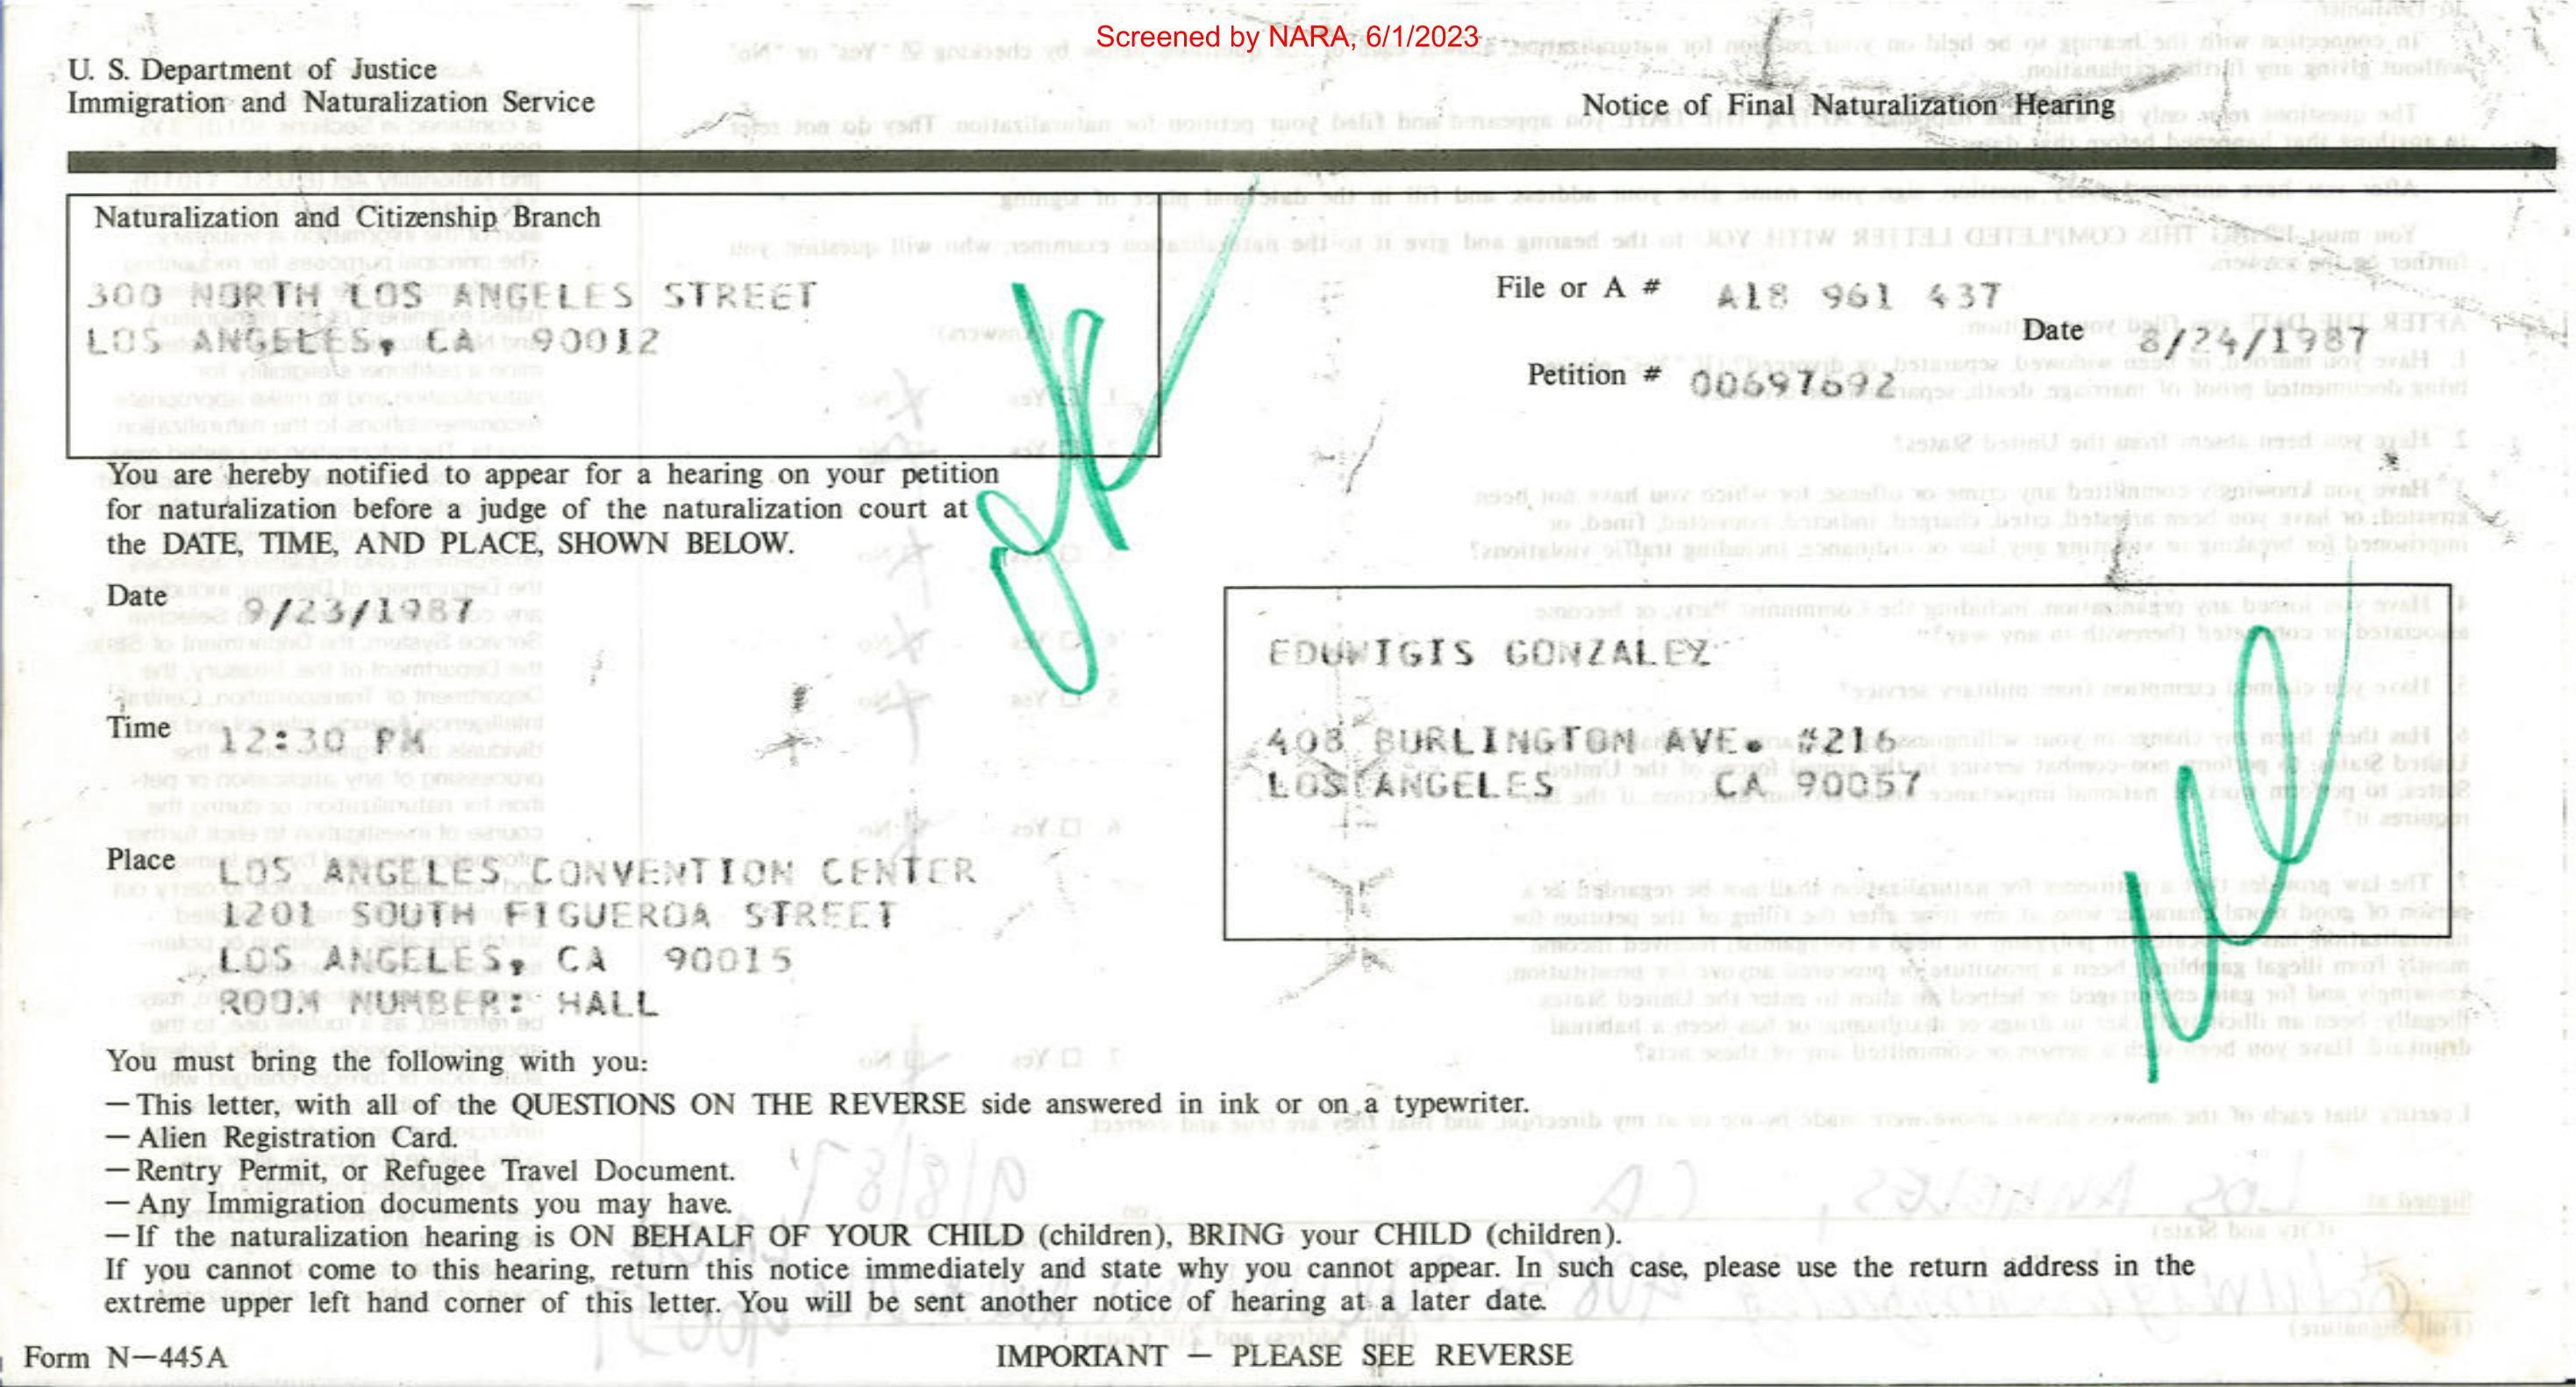 Screened by NARA, 6/1/2023
U. S. Department of Justice
Immigration and Naturalization Service
Notice of Final Naturalization Hearing
Naturalization and Citizenship Branch
300 NORTH LOS ANGELES STREET
LOS ANGELES, CA 90012
File or A # A18 961 437
Date 8/24/1987
Petition # 00697692
OK
You are hereby notified to appear for a hearing on your petition
for naturalization before a judge of the naturalization court at
the DATE, TIME, AND PLACE, SHOWN BELOW.
Date 9/23/1987
EDUWIGIS GONZALEZ
408 BURLINGTON AVE. #216
LOS ANGELES CA 90057
Time 12:30 PM
Place LOS ANGELES CONVENTION CENTER
1201 SOUTH FIGUEROA STREET
LOS ANGELES, CA 90015
ROOM NUMBER: HALL
You must bring the following with you:
— This letter, with all of the QUESTIONS ON THE REVERSE side answered in ink or on a typewriter.
— Alien Registration Card.
— Rentry Permit, or Refugee Travel Document.
— Any Immigration documents you may have.
— If the naturalization hearing is ON BEHALF OF YOUR CHILD (children), BRING your CHILD (children).
If you cannot come to this hearing, return this notice immediately and state why you cannot appear. In such case, please use the return address in the
extreme upper left hand corner of this letter. You will be sent another notice of hearing at a later date.
Form N—445A
IMPORTANT — PLEASE SEE REVERSE